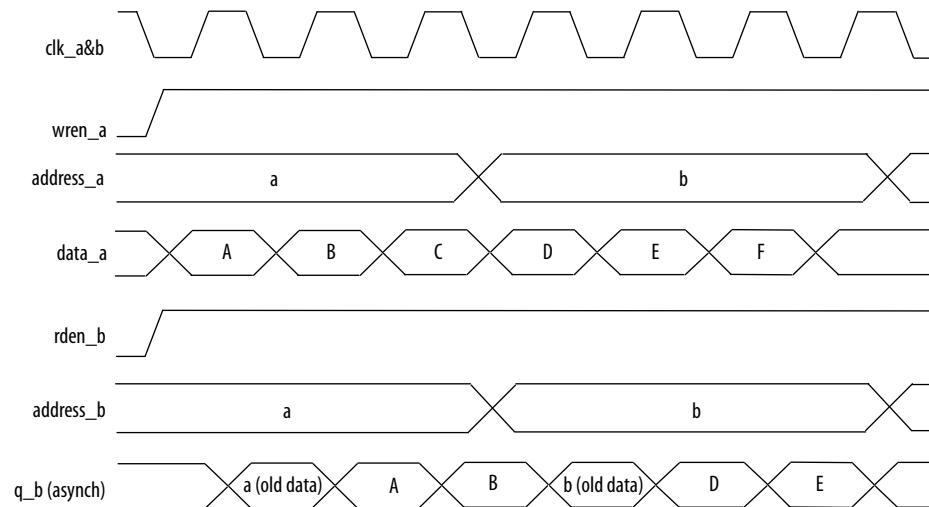 clk_a&b
wren_a
address_a a b
data_a A B C D E F
rden_b
address_b a b
q_b (asynch) a (old data) A B b (old data) D E